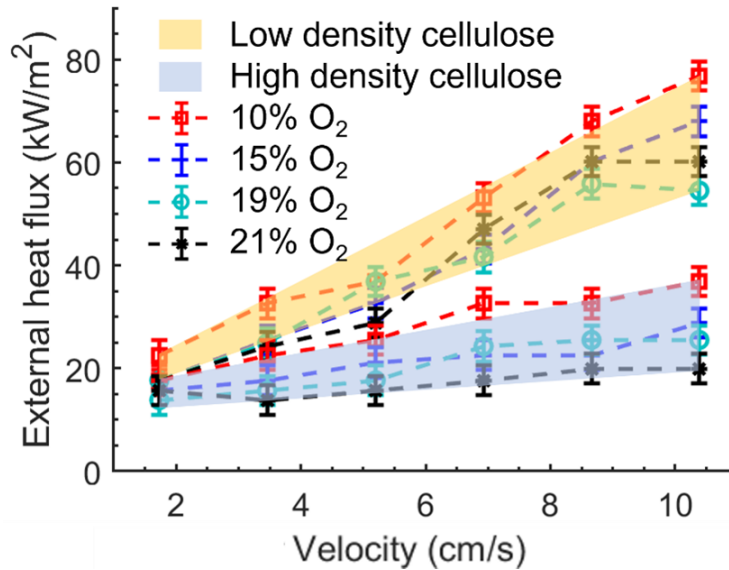 Low density cellulose
High density cellulose
10% O2
15% O2
19% O2
21% O2
External heat flux (kW/m²)
80
60
40
20
0
2
4
6
8
10
Velocity (cm/s)